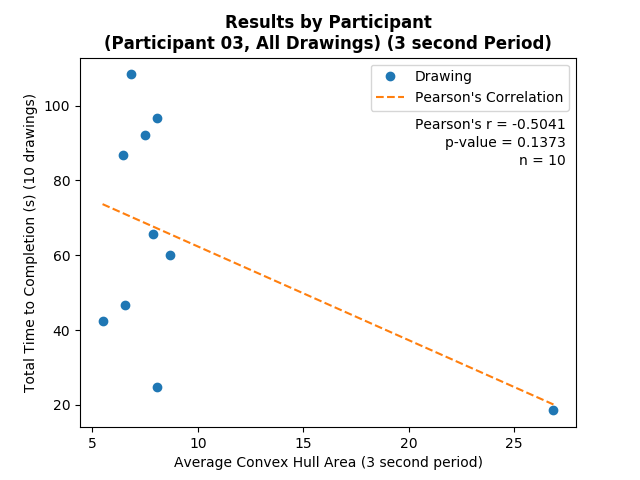 Results by Participant
(Participant 03, All Drawings) (3 second Period)
Drawing
Pearson's Correlation
Pearson's r = -0.5041
p-value = 0.1373
n = 10
Total Time to Completion (s) (10 drawings)
100
80
60
40
20
5 10 15 20 25
Average Convex Hull Area (3 second period)